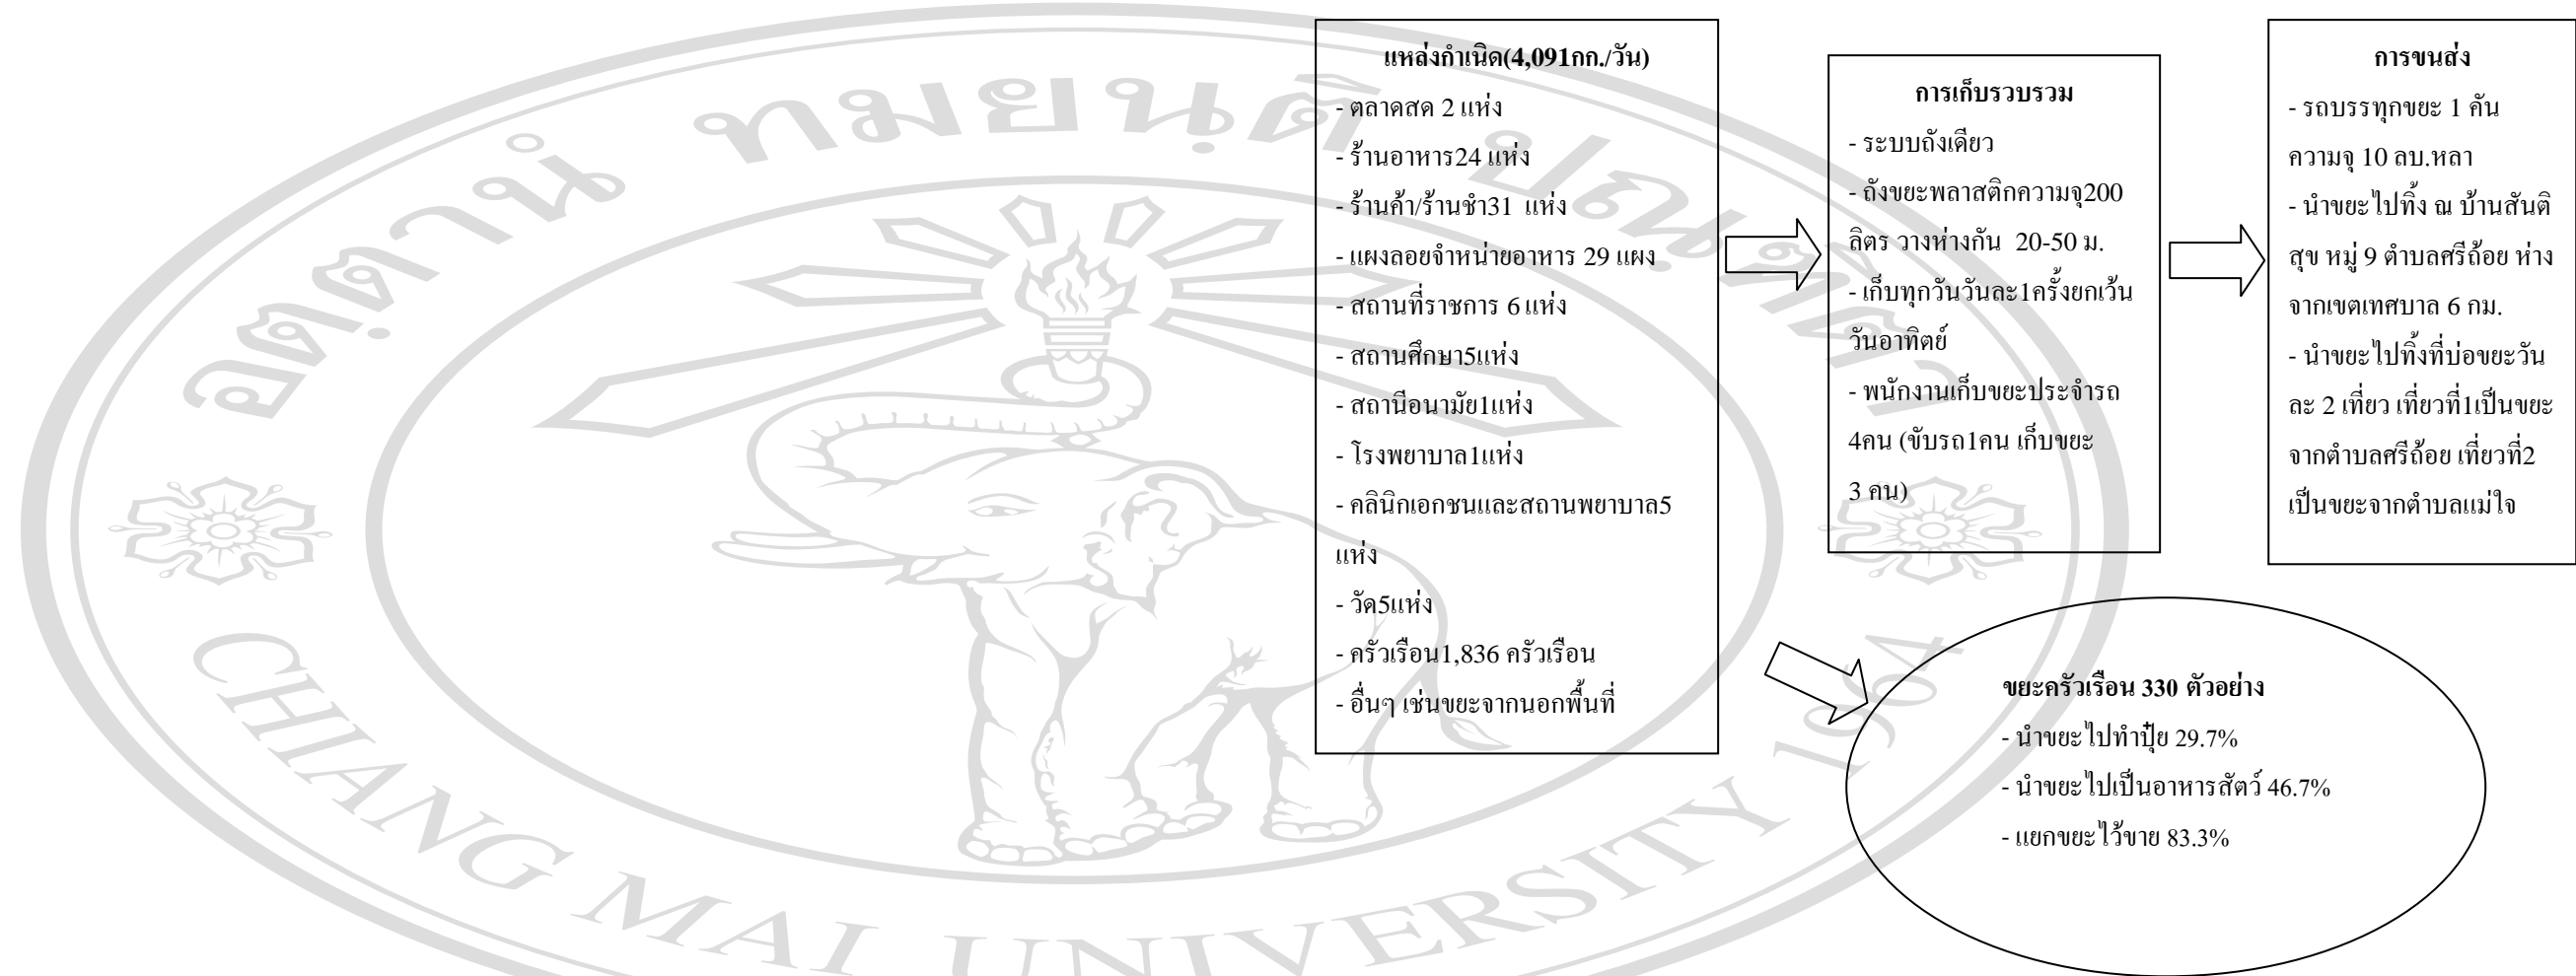 แหล่งกำเนิด(4,091กก./วัน)
- ตลาดสด 2 แห่ง
- ร้านอาหาร24 แห่ง
- ร้านค้า/ร้านชำ31  แห่ง
- แผงลอยจำหน่ายอาหาร 29 แผง
- สถานที่ราชการ 6 แห่ง
- สถานศึกษา5แห่ง
- สถานีอนามัย1แห่ง
- โรงพยาบาล1แห่ง
- คลินิกเอกชนและสถานพยาบาล5
แห่ง
- วัด5แห่ง
- ครัวเรือน1,836 ครัวเรือน
- อื่นๆ เช่นขยะจากนอกพื้นที่
การเก็บรวบรวม
- ระบบถังเดียว
- ถังขยะพลาสติกความจุ200
ลิตร วางห่างกัน  20-50 ม.
- เก็บทุกวันวันละ1ครั้งยกเว้น
วันอาทิตย์
- พนักงานเก็บขยะประจำรถ
4คน (ขับรถ1คน เก็บขยะ
3 คน)
การขนส่ง
- รถบรรทุกขยะ 1 คัน
ความจุ 10 ลบ.หลา
- นำขยะไปทิ้ง ณ บ้านสันติ
สุข หมู่ 9 ตำบลศรีถ้อย ห่าง
จากเขตเทศบาล 6 กม.
- นำขยะไปทิ้งที่บ่อขยะวัน
ละ 2 เที่ยว เที่ยวที่1เป็นขยะ
จากตำบลศรีถ้อย เที่ยวที่2
เป็นขยะจากตำบลแม่ใจ
ขยะครัวเรือน 330 ตัวอย่าง
- นำขยะไปทำปุ๋ย 29.7%
- นำขยะไปเป็นอาหารสัตว์ 46.7%
- แยกขยะไว้ขาย 83.3%
อตฺตานํ ทมยนฺติ ปณฺฑิตา
CHIANG MAI UNIVERSITY 1964